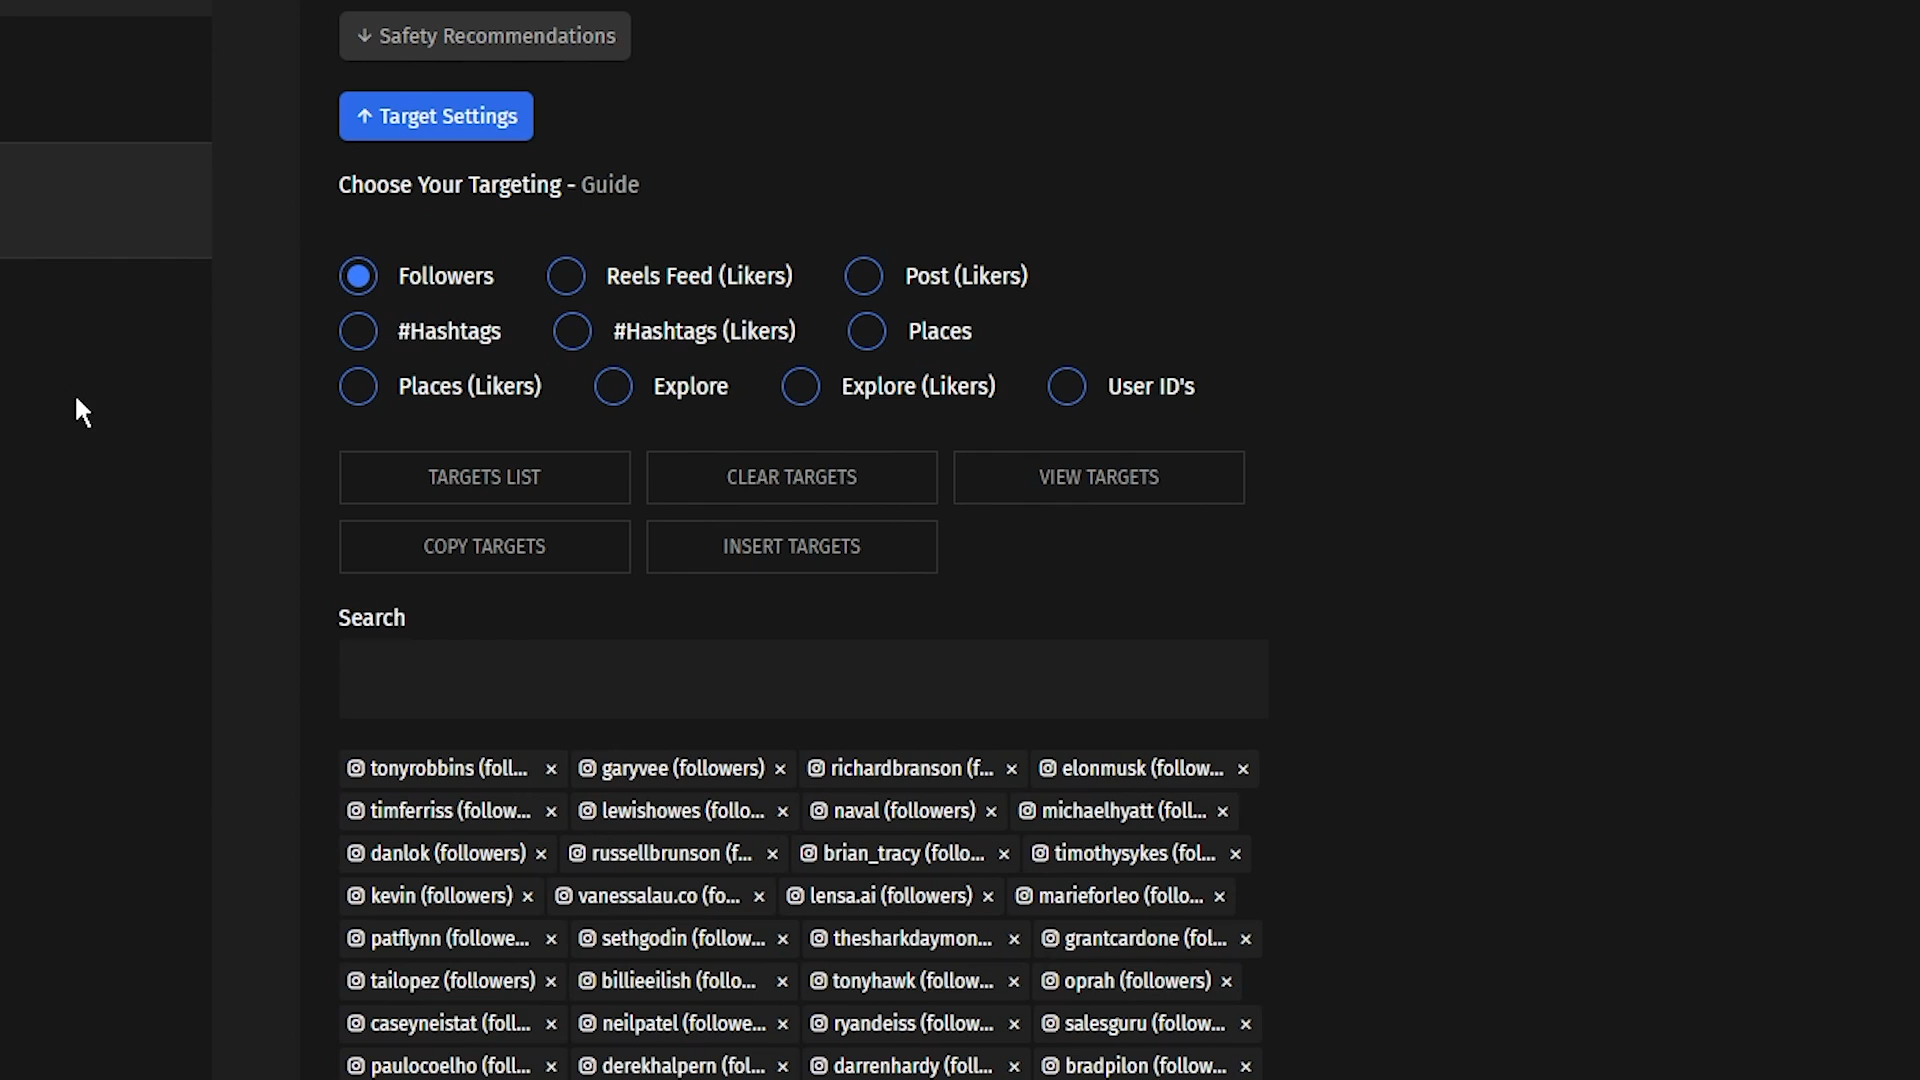 ↓ Safety Recommendations
↑ Target Settings
Choose Your Targeting - Guide
Followers Reels Feed (Likers) Post (Likers)
#Hashtags #Hashtags (Likers) Places
Places (Likers) Explore Explore (Likers) User ID's
TARGETS LIST CLEAR TARGETS VIEW TARGETS
COPY TARGETS INSERT TARGETS
Search
tonyrobbins (foll... × garyvee (followers) × richardbranson (f... × elonmusk (follow... ×
timferriss (follow... × lewishowes (follo... × naval (followers) × michaelhyatt (foll... ×
danlok (followers) × russellbrunson (f... × brian_tracy (follo... × timothysykes (fol... ×
kevin (followers) × vanessalau.co (fo... × lensa.ai (followers) × marieforleo (follo... ×
patflynn (followe... × sethgodin (follow... × thesharkdaymon... × grantcardone (fol... ×
tailopez (followers) × billieeilish (follo... × tonyhawk (follow... × oprah (followers) ×
caseyneistat (foll... × neilpatel (followe... × ryandeiss (follow... × salesguru (follow... ×
paulocoelho (foll... × derekhalpern (fol... × darrenhardy (foll... × bradpilon (follow... ×